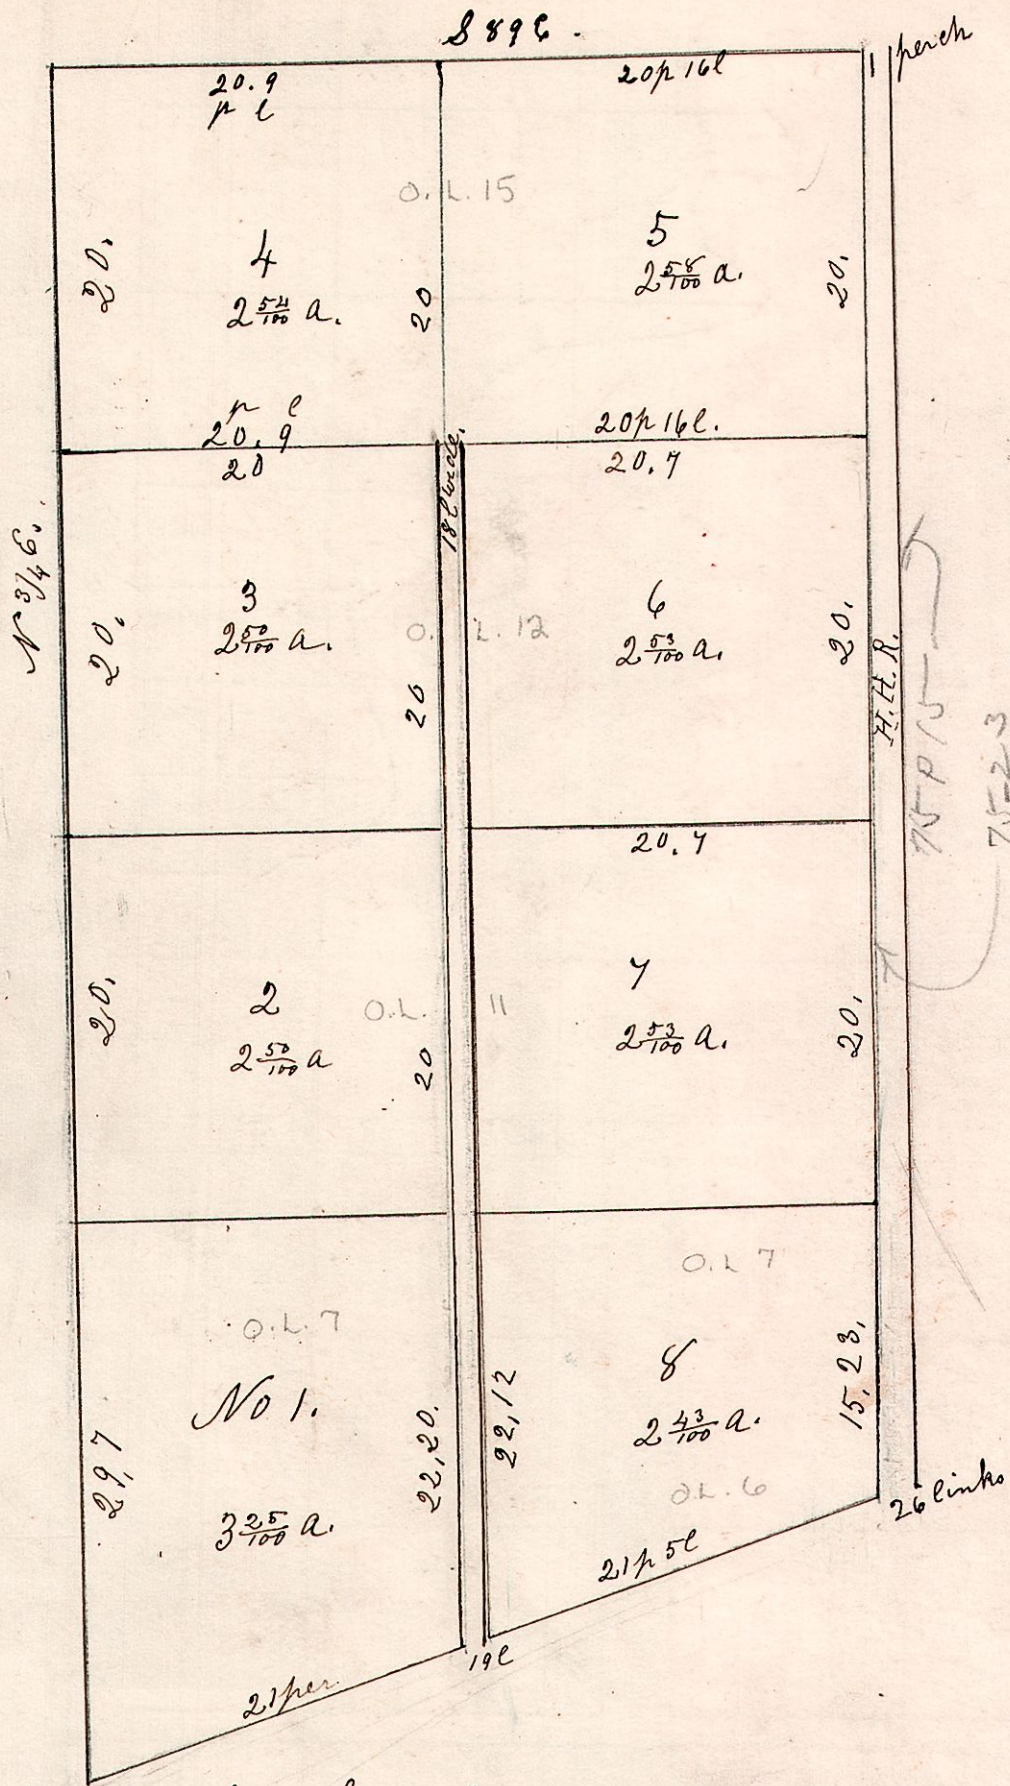 S 89 E.
1 perch
20.9
p l
20p 16l
O.L. 15
4
2 54/100 a.
20.
20
5
2 58/100 a.
20.
p l
20.9
20p 16l.
20
18 l wide.
20.7
N 3/4 E.
3
2 50/100 a.
20.
20
O. L. 12
6
2 53/100 a.
20.
H.H.R.
75 P 15
75 23
20.7
2
2 50/100 a
20.
20
O.L. 11
7
2 53/100 a.
20.
O.L 7
O.L. 7
No 1.
3 25/100 a.
29,7
22,20.
22,12
8
2 43/100 a.
15,23.
O.L. 6
26 links
21p 5l
19l
21 per.